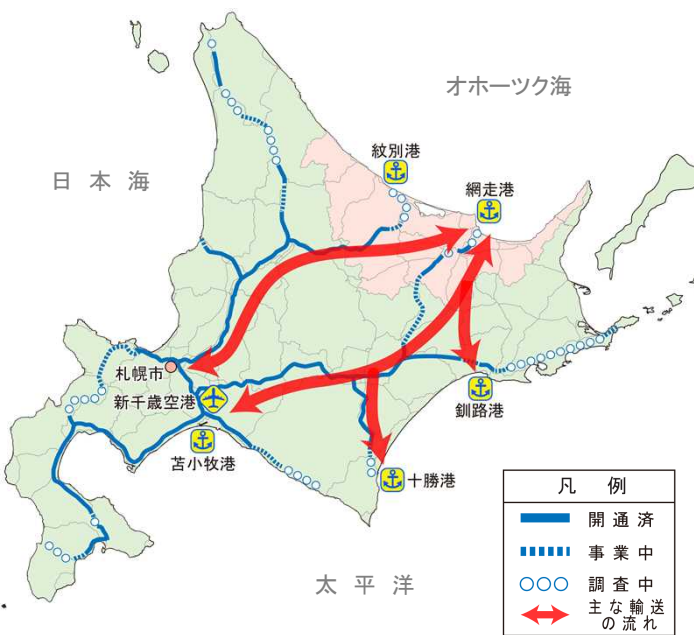 オホーツク海
紋別港
日本海
網走港
札幌市
新千歳空港
釧路港
苫小牧港
十勝港
太平洋
凡例
開通済
事業中
調査中
主な輸送
の流れ